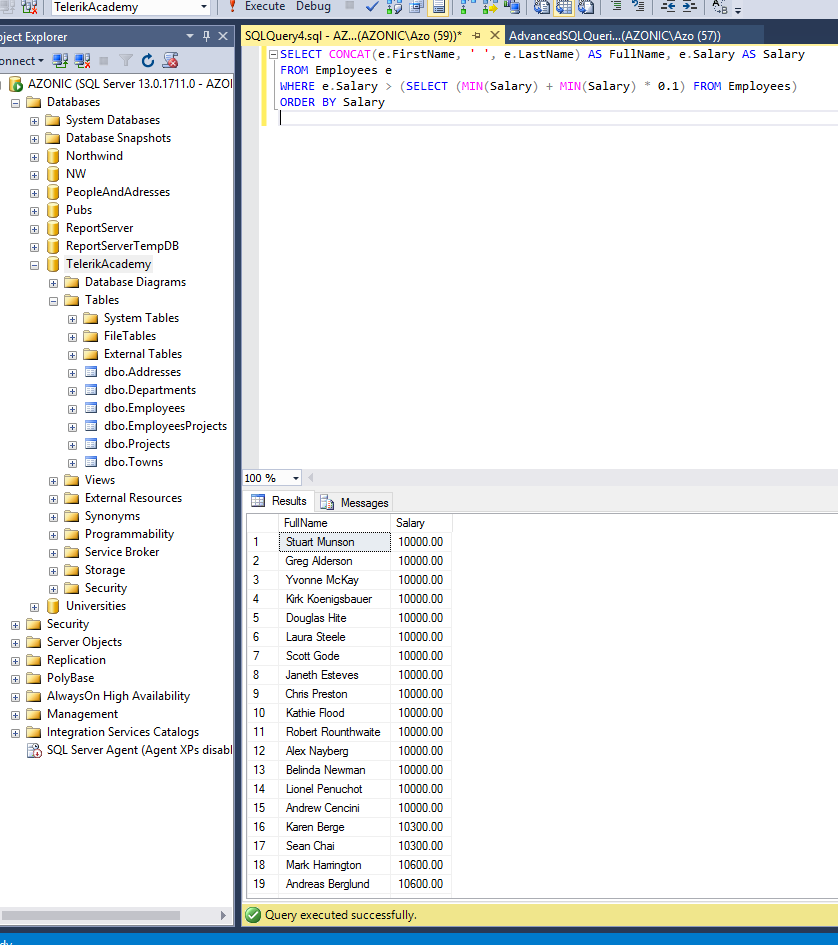 TelerikAcademy
Execute
Debug
ject Explorer
onnect
AZONIC (SQL Server 13.0.1711.0 - AZO
Databases
System Databases
Database Snapshots
Northwind
NW
PeopleAndAdresses
Pubs
ReportServer
ReportServerTempDB
TelerikAcademy
Database Diagrams
Tables
System Tables
FileTables
External Tables
dbo.Addresses
dbo.Departments
dbo.Employees
dbo.EmployeesProjects
dbo.Projects
dbo.Towns
Views
External Resources
Synonyms
Programmability
Service Broker
Storage
Security
Universities
Security
Server Objects
Replication
PolyBase
AlwaysOn High Availability
Management
Integration Services Catalogs
SQL Server Agent (Agent XPs disabl
SQLQuery4.sql - AZ...(AZONIC\Azo (59))*
AdvancedSQLQueri...(AZONIC\Azo (57))
SELECT CONCAT(e.FirstName, ' ', e.LastName) AS FullName, e.Salary AS Salary
FROM Employees e
WHERE e.Salary > (SELECT (MIN(Salary) + MIN(Salary) * 0.1) FROM Employees)
ORDER BY Salary
100 %
Results
Messages
FullName Salary
1 Stuart Munson 10000.00
2 Greg Alderson 10000.00
3 Yvonne McKay 10000.00
4 Kirk Koenigsbauer 10000.00
5 Douglas Hite 10000.00
6 Laura Steele 10000.00
7 Scott Gode 10000.00
8 Janeth Esteves 10000.00
9 Chris Preston 10000.00
10 Kathie Flood 10000.00
11 Robert Rounthwaite 10000.00
12 Alex Nayberg 10000.00
13 Belinda Newman 10000.00
14 Lionel Penuchot 10000.00
15 Andrew Cencini 10000.00
16 Karen Berge 10300.00
17 Sean Chai 10300.00
18 Mark Harrington 10600.00
19 Andreas Berglund 10600.00
Query executed successfully.